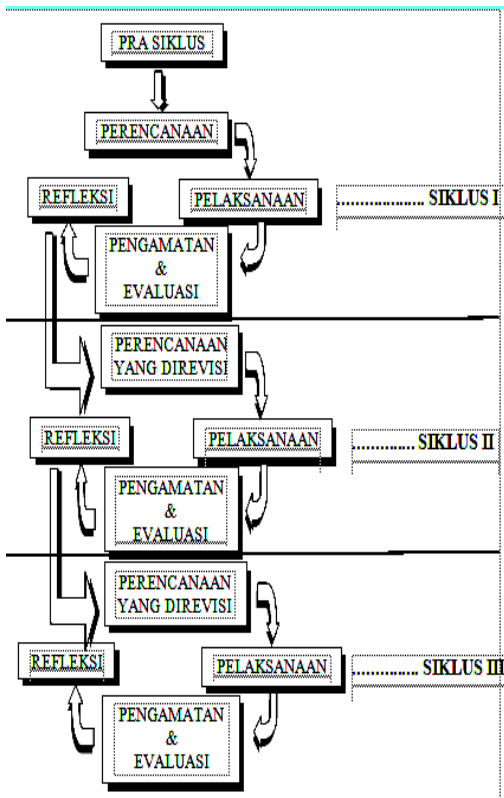 PRA SIKLUS
PERENCANAAN
REFLEKSI
PELAKSANAAN
..................... SIKLUS I
PENGAMATAN
&
EVALUASI
PERENCANAAN
YANG DIREVISI
REFLEKSI
PELAKSANAAN
.............. SIKLUS II
PENGAMATAN
&
EVALUASI
PERENCANAAN
YANG DIREVISI
REFLEKSI
PELAKSANAAN
............... SIKLUS III
PENGAMATAN
&
EVALUASI